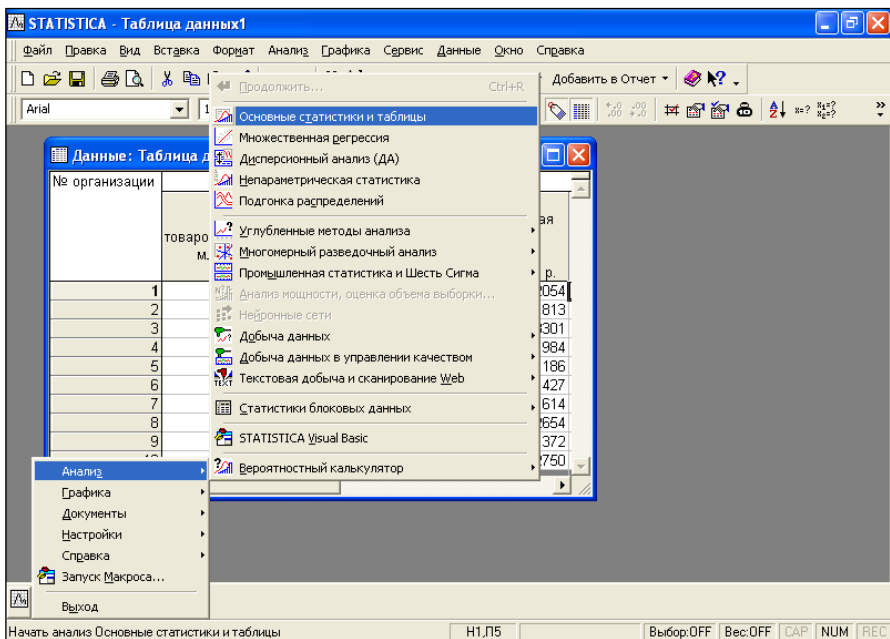 STATISTICA - Таблица данных1
Файл Правка Вид Вставка Формат Анализ Графика Сервис Данные Окно Справка
Добавить в Отчет
Arial
Продолжить... Ctrl+R
Основные статистики и таблицы
Множественная регрессия
Дисперсионный анализ (ДА)
Непараметрическая статистика
Подгонка распределений
Углубленные методы анализа
Многомерный разведочный анализ
Промышленная статистика и Шесть Сигма
Анализ мощности, оценка объема выборки...
Нейронные сети
Добыча данных
Добыча данных в управлении качеством
Текстовая добыча и сканирование Web
Статистики блоковых данных
STATISTICA Visual Basic
Вероятностный калькулятор
Данные: Таблица д
№ организации
товаро
м.
ая
р.
1 2054
2 813
3 3301
4 984
5 186
6 427
7 614
8 2654
9 372
2750
Анализ
Графика
Документы
Настройки
Справка
Запуск Макроса...
Выход
Начать анализ Основные статистики и таблицы Н1,П5 Выбор:OFF Вес:OFF CAP NUM REC